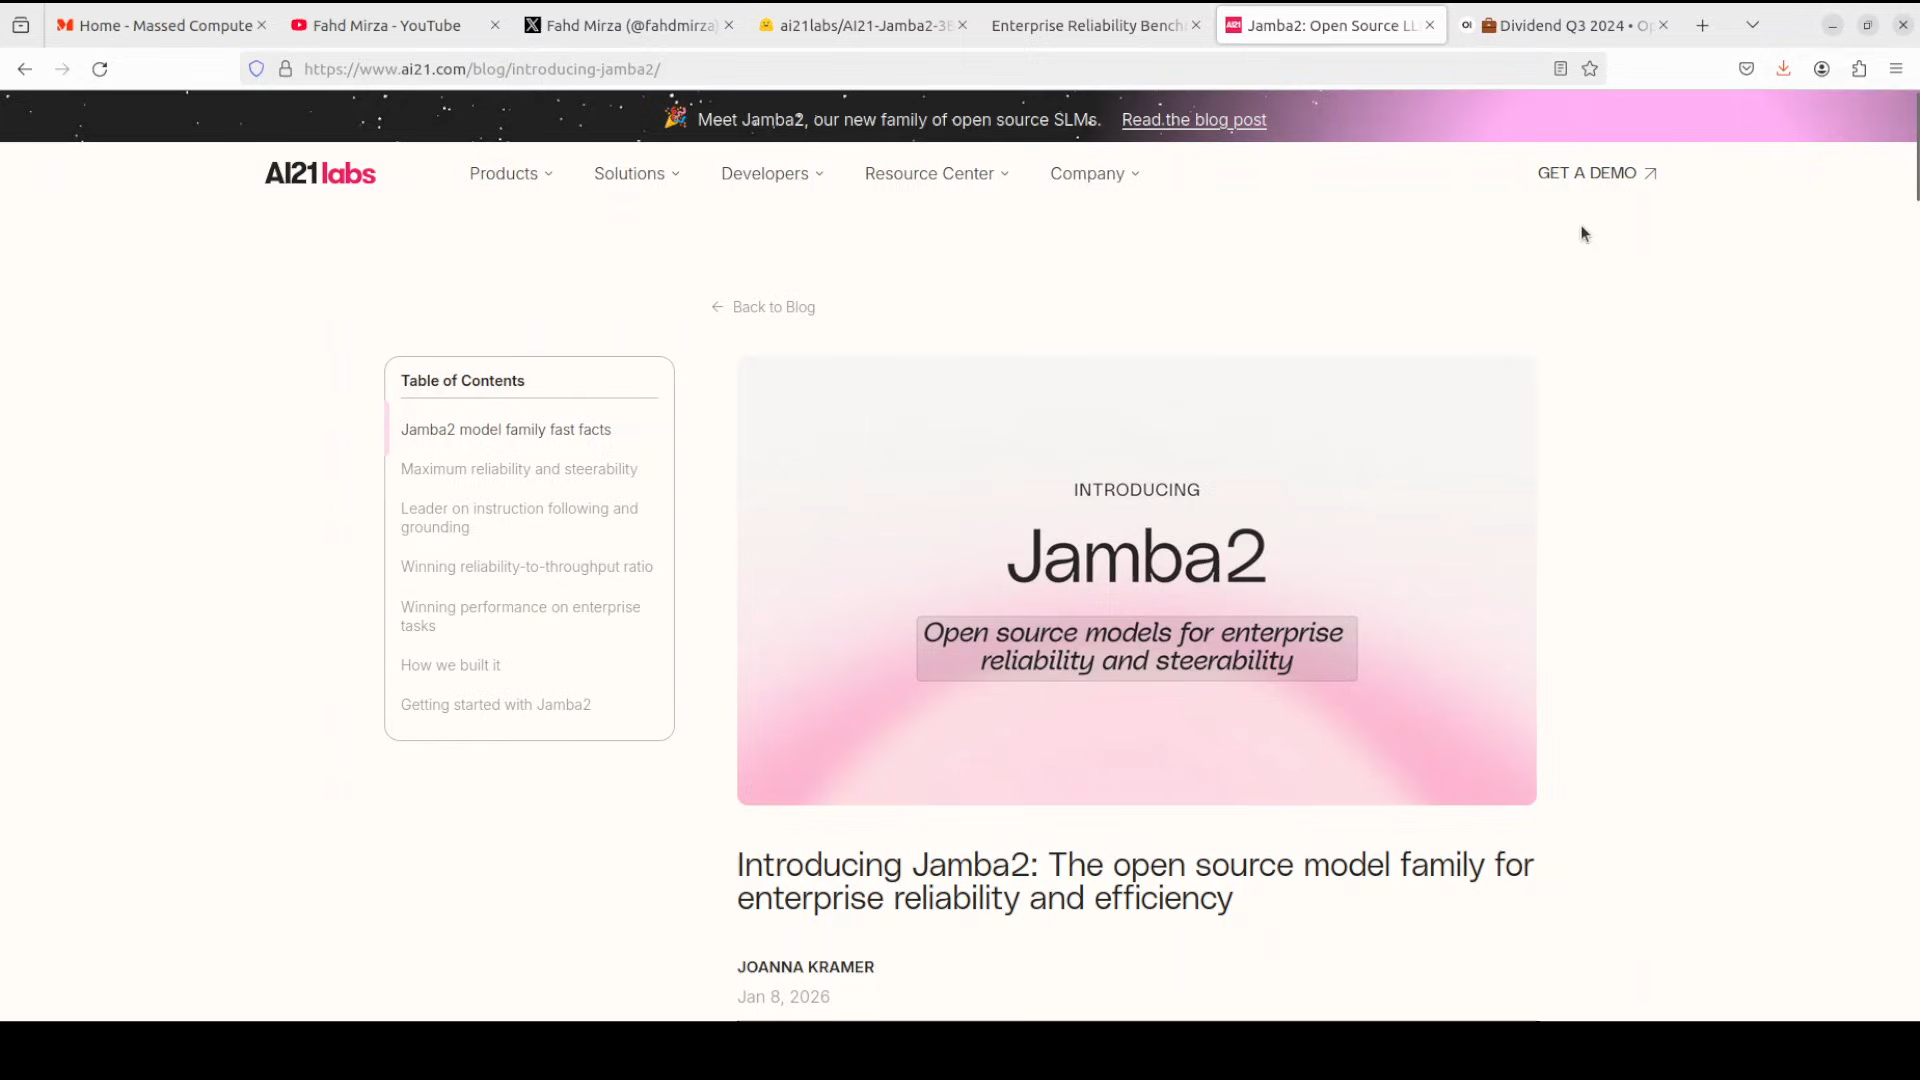 Home - Massed Compute
Fahd Mirza - YouTube
Fahd Mirza (@fahdmirza)
ai21labs/AI21-Jamba2-3B
Enterprise Reliability Bench
Jamba2: Open Source LL
OI
Dividend Q3 2024 • Op
https://www.ai21.com/blog/introducing-jamba2/
Meet Jamba2, our new family of open source SLMs. Read the blog post
AI21labs
Products
Solutions
Developers
Resource Center
Company
GET A DEMO
Back to Blog
Table of Contents
Jamba2 model family fast facts
Maximum reliability and steerability
Leader on instruction following and
grounding
Winning reliability-to-throughput ratio
Winning performance on enterprise
tasks
How we built it
Getting started with Jamba2
INTRODUCING
Jamba2
Open source models for enterprise
reliability and steerability
Introducing Jamba2: The open source model family for
enterprise reliability and efficiency
JOANNA KRAMER
Jan 8, 2026